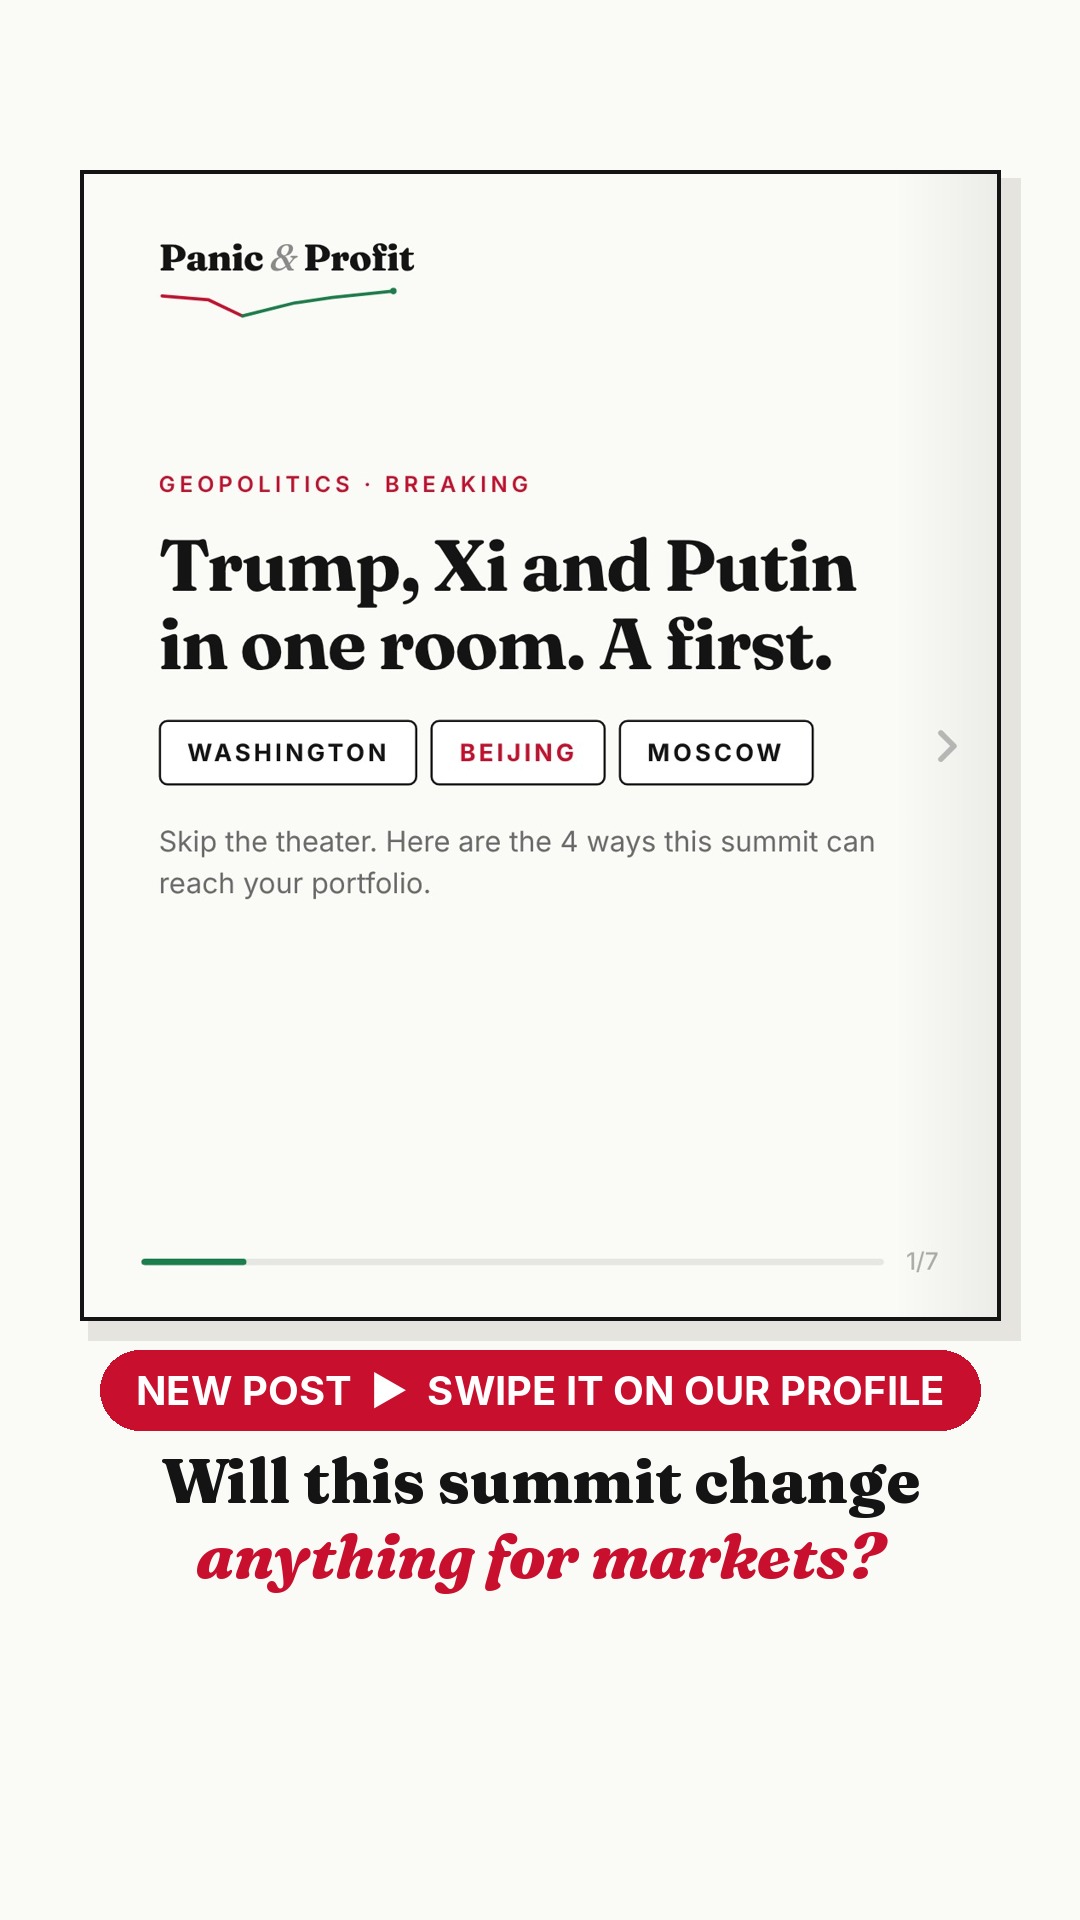 Panic & Profit
GEOPOLITICS · BREAKING
Trump, Xi and Putin
in one room. A first.
WASHINGTON BEIJING MOSCOW
Skip the theater. Here are the 4 ways this summit can
reach your portfolio.
1/7
NEW POST ▶ SWIPE IT ON OUR PROFILE
Will this summit change
anything for markets?